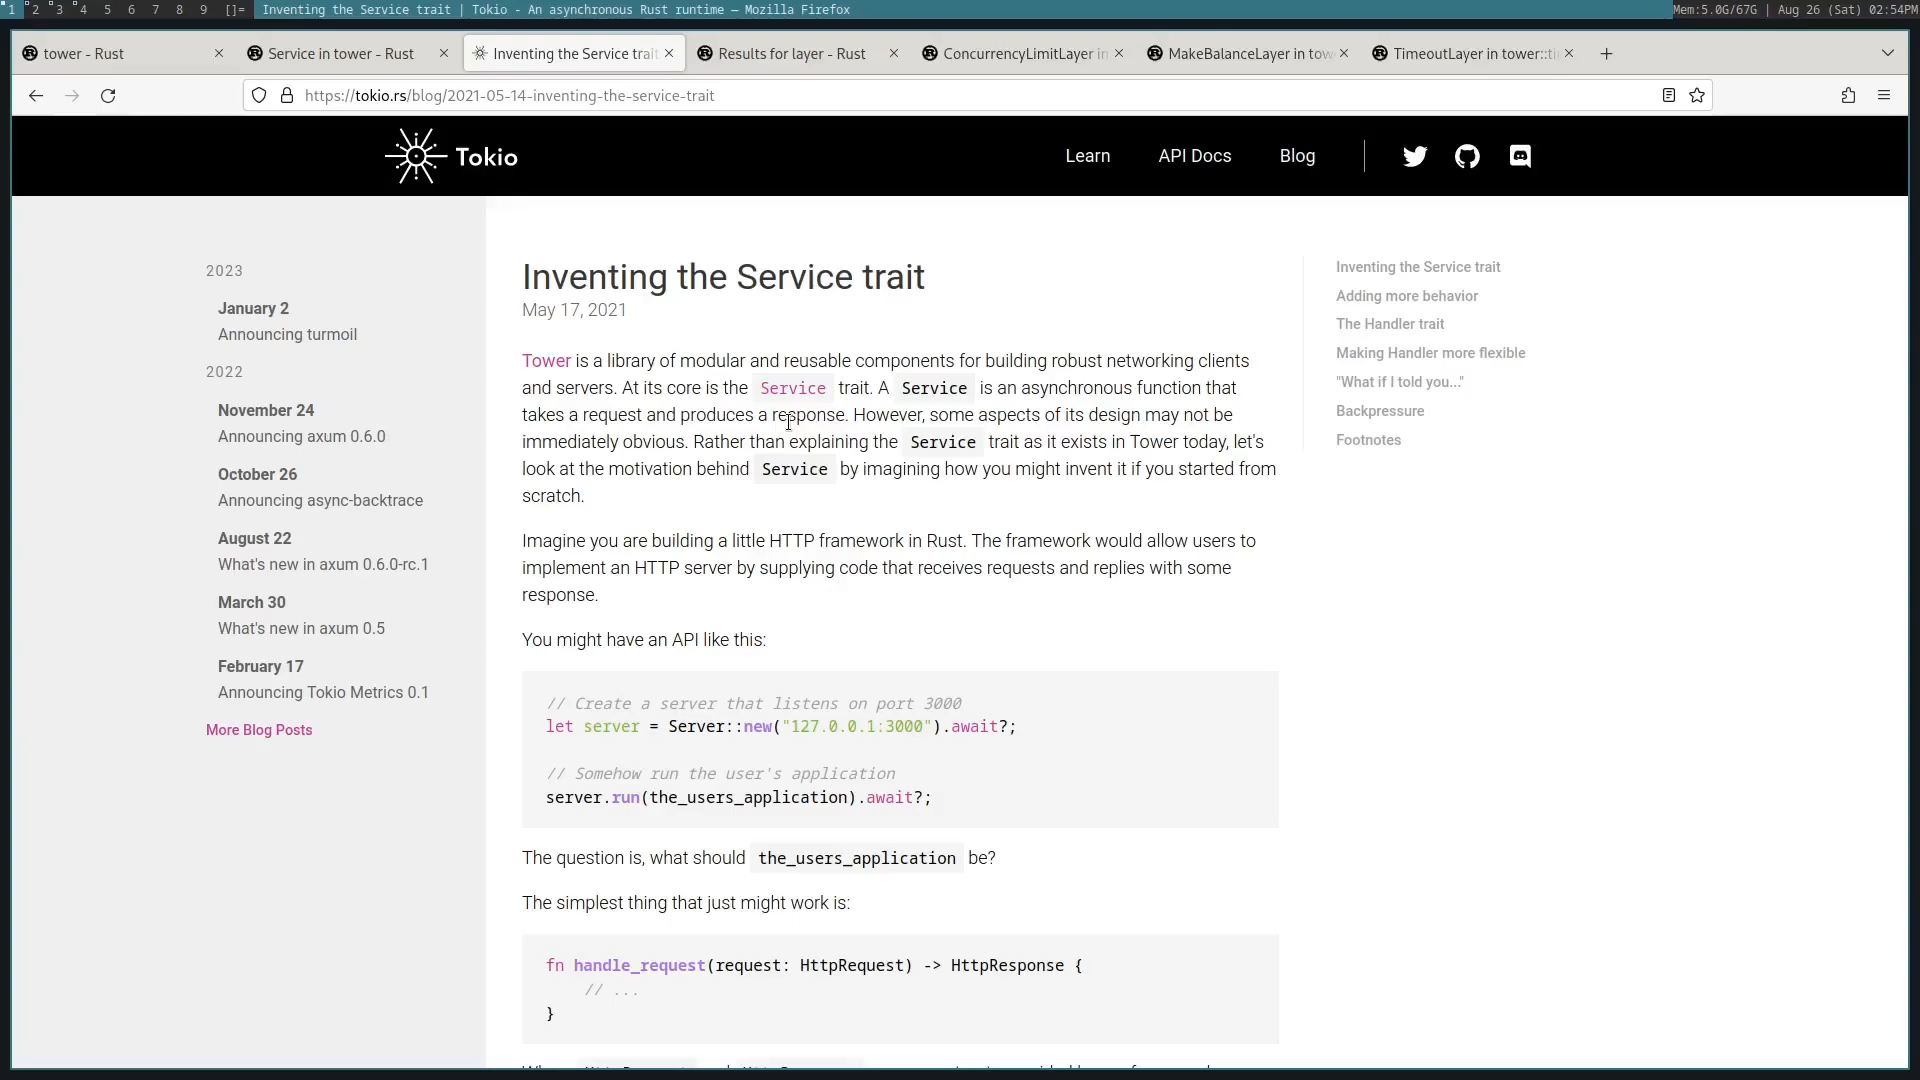 1 2 3 4 5 6 7 8 9 []= Inventing the Service trait | Tokio - An asynchronous Rust runtime — Mozilla Firefox Mem:5.0G/67G | Aug 26 (Sat) 02:54PM
tower - Rust Service in tower - Rust Inventing the Service trait Results for layer - Rust ConcurrencyLimitLayer in MakeBalanceLayer in tow TimeoutLayer in tower::ti
https://tokio.rs/blog/2021-05-14-inventing-the-service-trait
Tokio Learn API Docs Blog
2023
January 2
Announcing turmoil
2022
November 24
Announcing axum 0.6.0
October 26
Announcing async-backtrace
August 22
What's new in axum 0.6.0-rc.1
March 30
What's new in axum 0.5
February 17
Announcing Tokio Metrics 0.1
More Blog Posts
Inventing the Service trait
May 17, 2021
Tower is a library of modular and reusable components for building robust networking clients
and servers. At its core is the Service trait. A Service is an asynchronous function that
takes a request and produces a response. However, some aspects of its design may not be
immediately obvious. Rather than explaining the Service trait as it exists in Tower today, let's
look at the motivation behind Service by imagining how you might invent it if you started from
scratch.
Imagine you are building a little HTTP framework in Rust. The framework would allow users to
implement an HTTP server by supplying code that receives requests and replies with some
response.
You might have an API like this:
// Create a server that listens on port 3000
let server = Server::new("127.0.0.1:3000").await?;
// Somehow run the user's application
server.run(the_users_application).await?;
The question is, what should the_users_application be?
The simplest thing that just might work is:
fn handle_request(request: HttpRequest) -> HttpResponse {
// ...
}
Inventing the Service trait
Adding more behavior
The Handler trait
Making Handler more flexible
"What if I told you..."
Backpressure
Footnotes